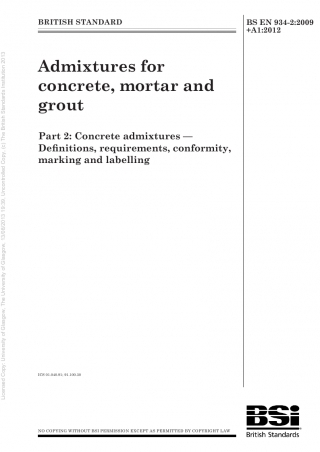 BRITISH STANDARD
BS EN 934-2:2009
+A1:2012
Admixtures for
concrete, mortar and
grout
Part 2: Concrete admixtures —
Definitions, requirements, conformity,
marking and labelling
NO COPYING WITHOUT BSI PERMISSION EXCEPT AS PERMITTED BY COPYRIGHT LAW
BSi
British Standards